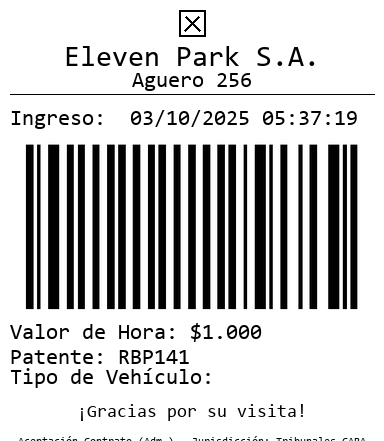 Eleven Park S.A.
Aguero 256
Ingreso: 03/10/2025 05:37:19
Valor de Hora: $1.000
Patente: RBP141
Tipo de Vehículo:
¡Gracias por su visita!
Aceptación Contrato (Adm.) - Jurisdicción: Tribunales CABA